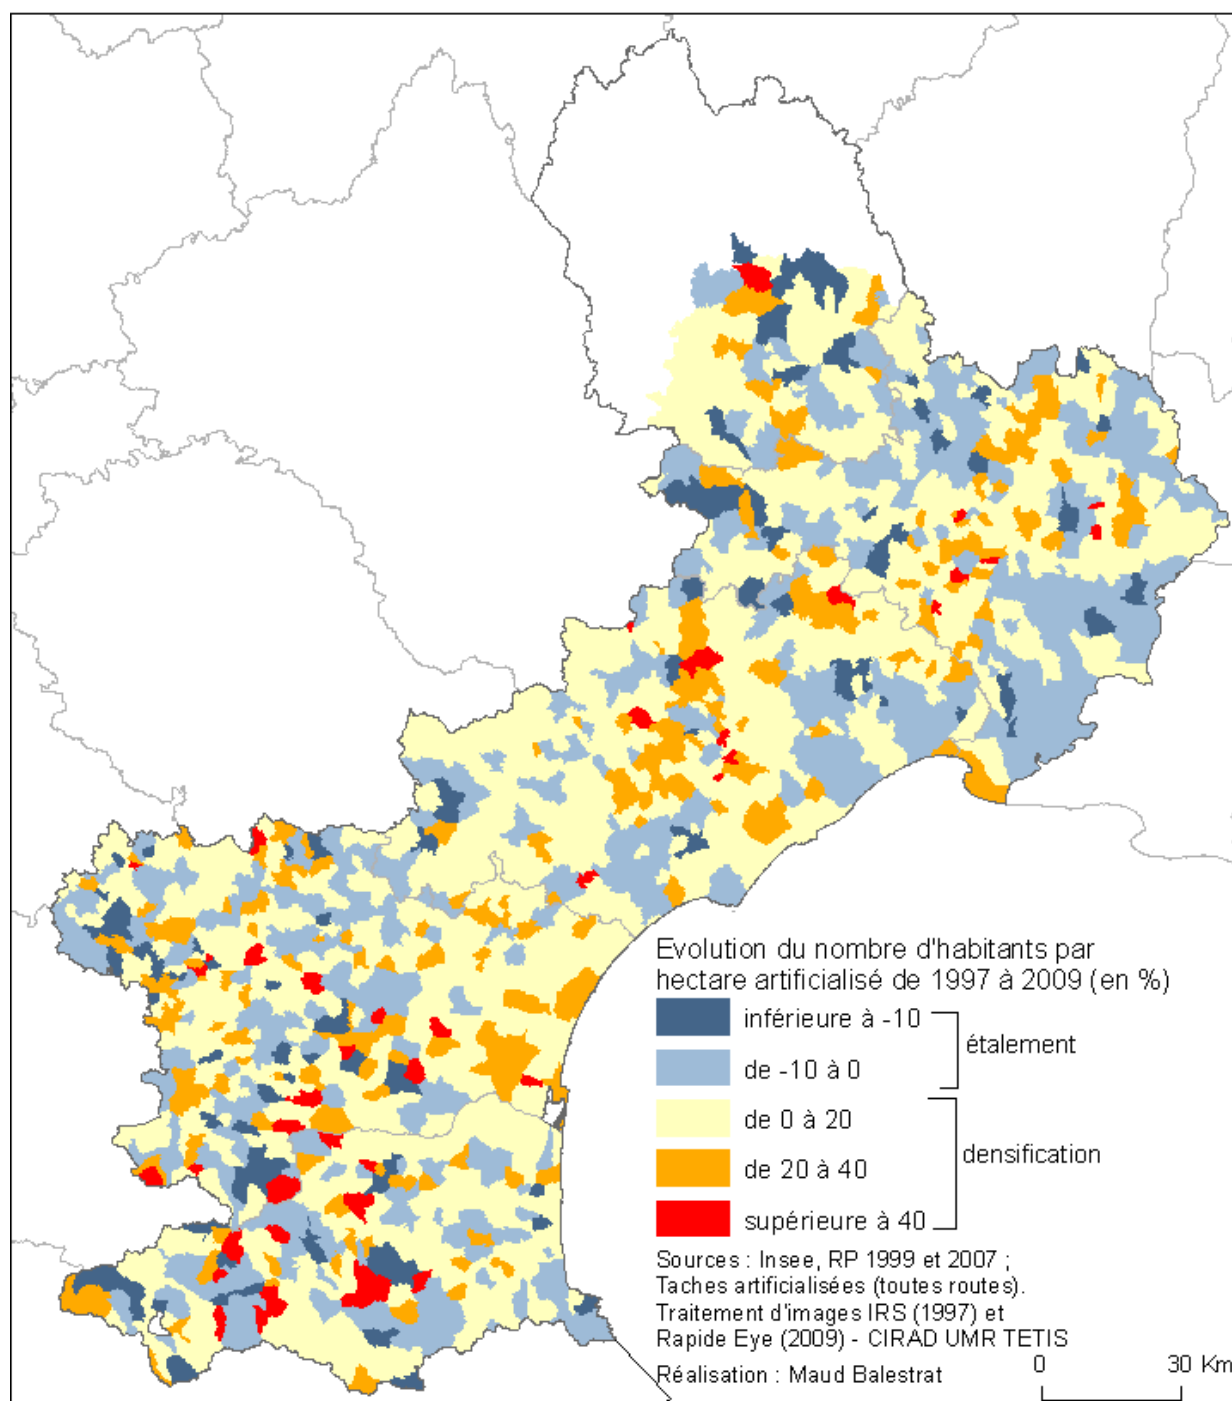 Evolution du nombre d'habitants par
hectare artificialisé de 1997 à 2009 (en %)
inférieure à -10
étalement
de -10 à 0
de 0 à 20
densification
de 20 à 40
supérieure à 40
Sources : Insee, RP 1999 et 2007 ;
Taches artificialisées (toutes routes).
Traitement d'images IRS (1997) et
Rapide Eye (2009) - CIRAD UMR TETIS
Réalisation : Maud Balestrat
0 30 Km